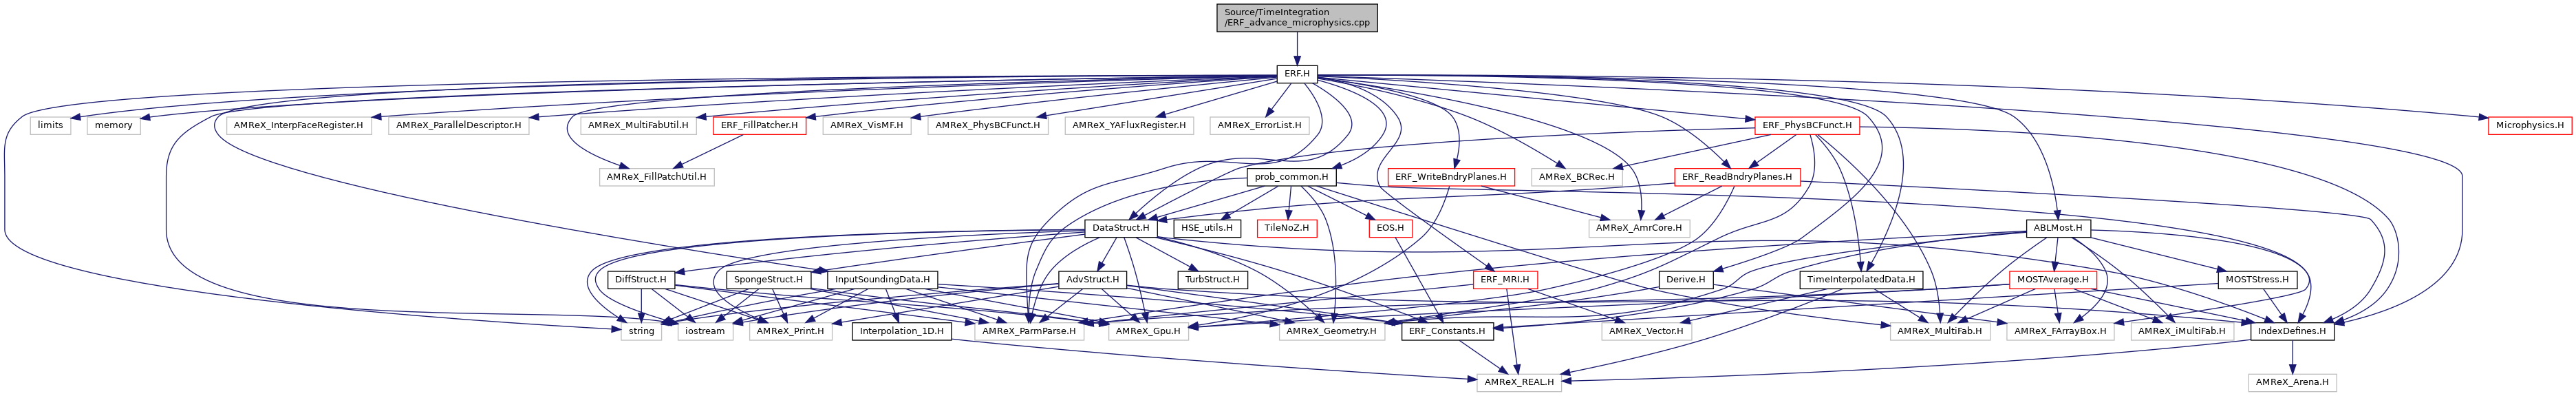 Source/TimeIntegration
/ERF_advance_microphysics.cpp
ERF.H
limits
memory
AMReX_InterpFaceRegister.H
AMReX_ParallelDescriptor.H
AMReX_MultiFabUtil.H
ERF_FillPatcher.H
AMReX_VisMF.H
AMReX_PhysBCFunct.H
AMReX_YAFluxRegister.H
AMReX_ErrorList.H
ERF_PhysBCFunct.H
Microphysics.H
AMReX_FillPatchUtil.H
prob_common.H
ERF_WriteBndryPlanes.H
AMReX_BCRec.H
ERF_ReadBndryPlanes.H
DataStruct.H
HSE_utils.H
TileNoZ.H
EOS.H
AMReX_AmrCore.H
ABLMost.H
DiffStruct.H
SpongeStruct.H
InputSoundingData.H
AdvStruct.H
TurbStruct.H
ERF_MRI.H
Derive.H
TimeInterpolatedData.H
MOSTAverage.H
MOSTStress.H
string
iostream
AMReX_Print.H
Interpolation_1D.H
AMReX_ParmParse.H
AMReX_Gpu.H
AMReX_Geometry.H
ERF_Constants.H
AMReX_Vector.H
AMReX_MultiFab.H
AMReX_FArrayBox.H
AMReX_iMultiFab.H
IndexDefines.H
AMReX_REAL.H
AMReX_Arena.H